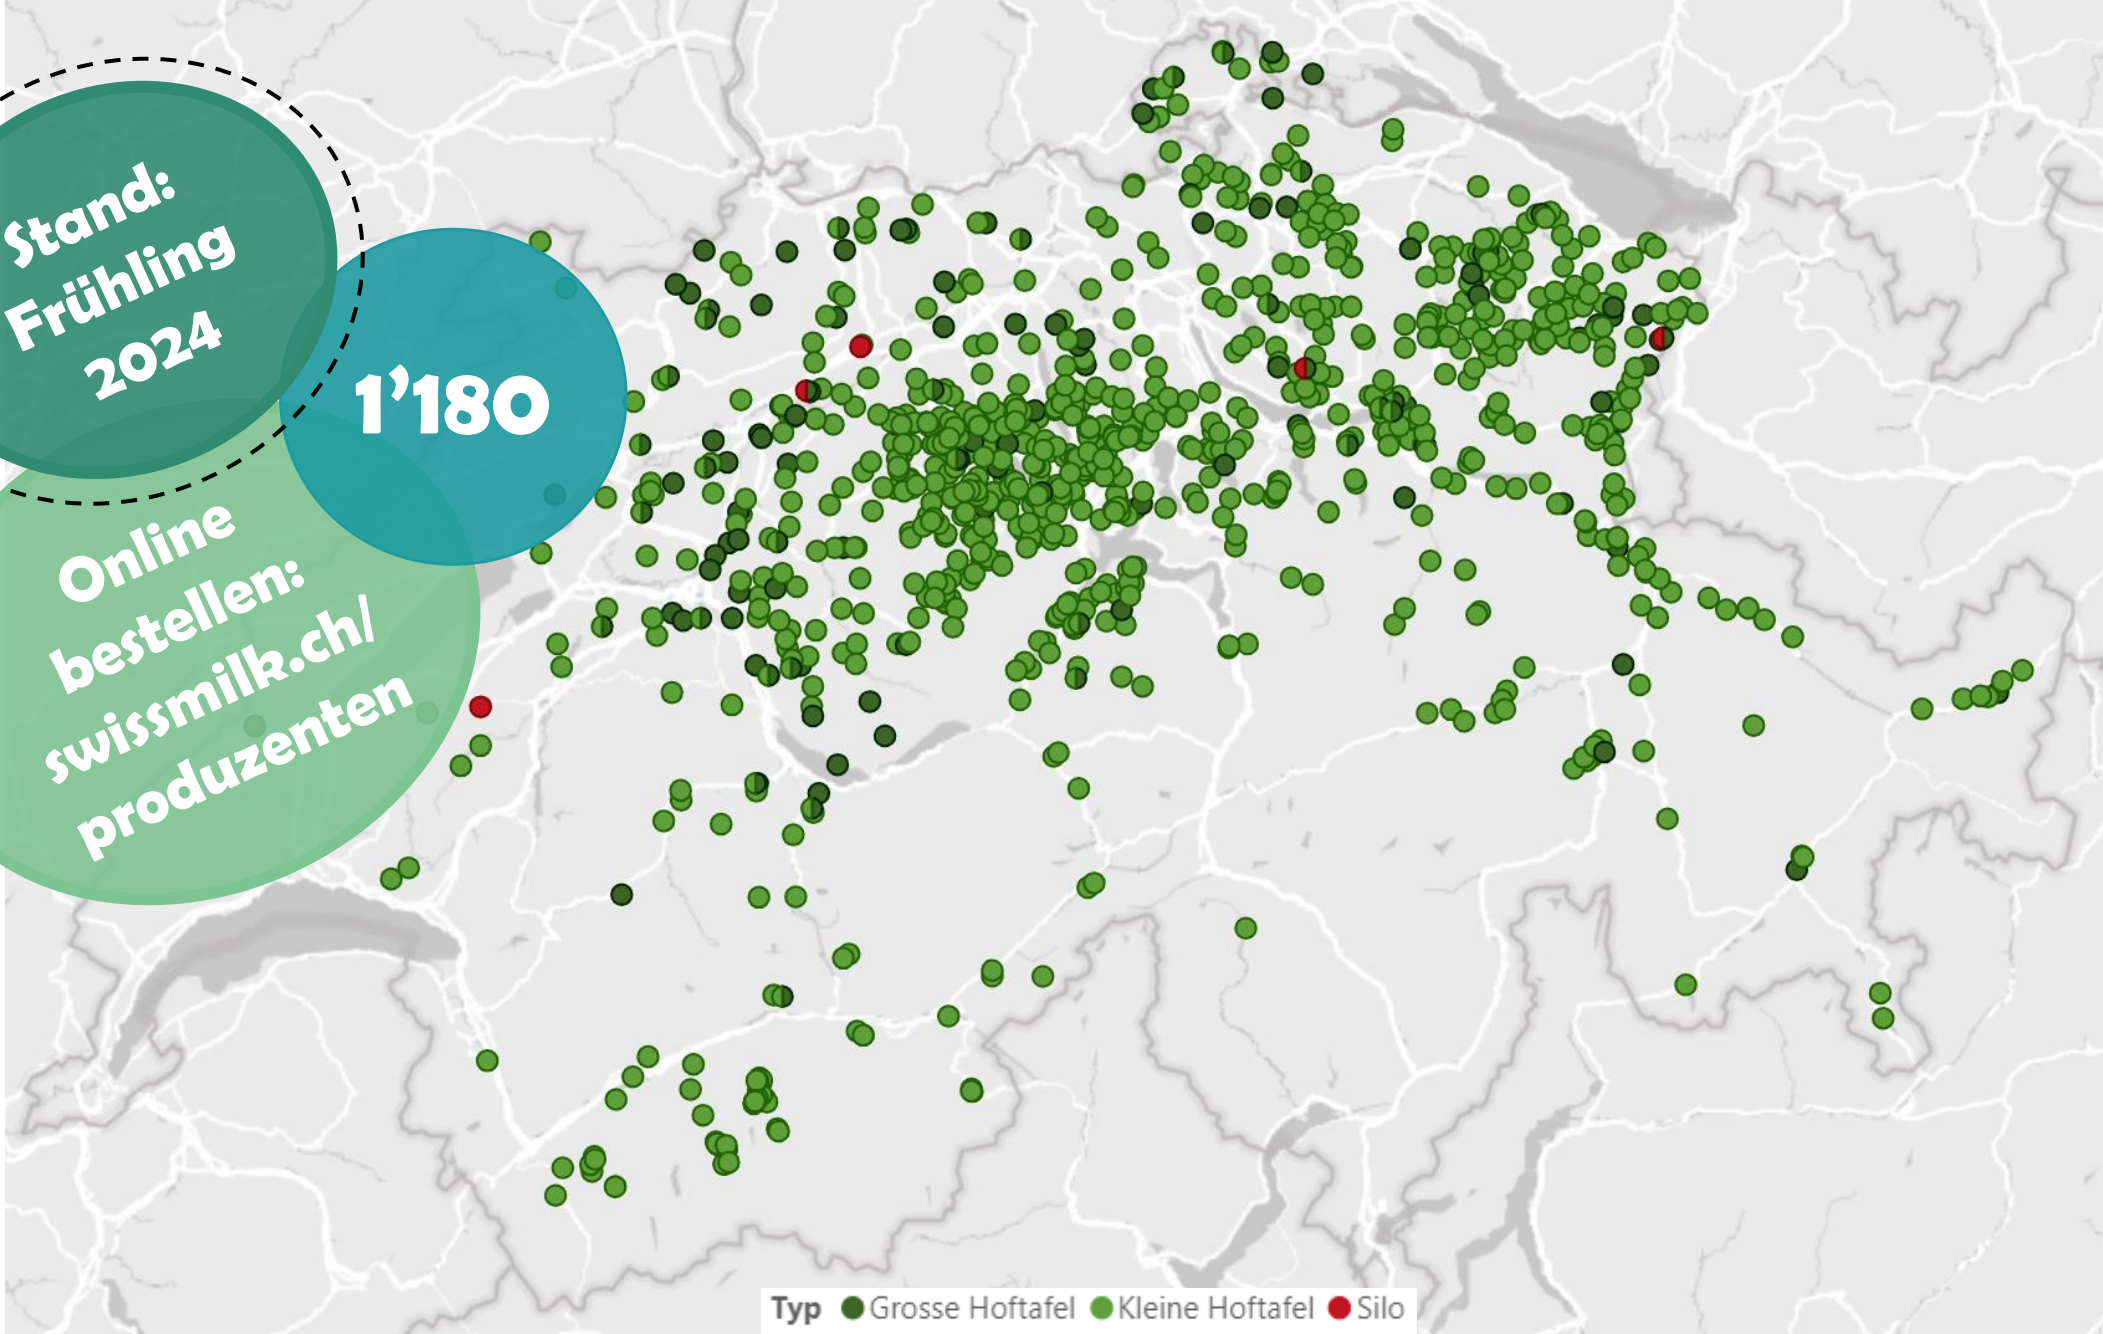 Stand:
Frühling
2024
1’180
Online
bestellen:
swissmilk.ch/
produzenten
Typ Grosse Hoftafel Kleine Hoftafel Silo